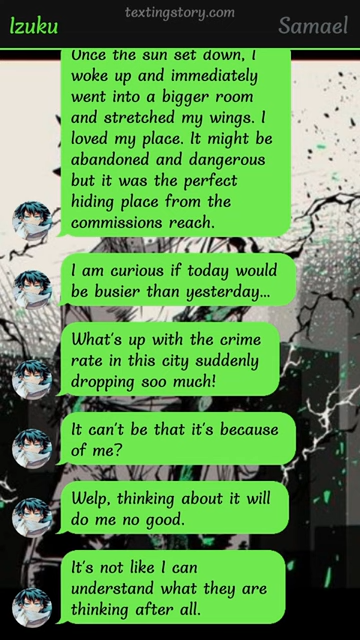 textingstory.com
Izuku
Samael
Once the sun set down, I
woke up and immediately
went into a bigger room
and stretched my wings. I
loved my place. It might be
abandoned and dangerous
but it was the perfect
hiding place from the
commissions reach.
I am curious if today would
be busier than yesterday...
What's up with the crime
rate in this city suddenly
dropping soo much!
It can't be that it's because
of me?
Welp, thinking about it will
do me no good.
It's not like I can
understand what they are
thinking after all.